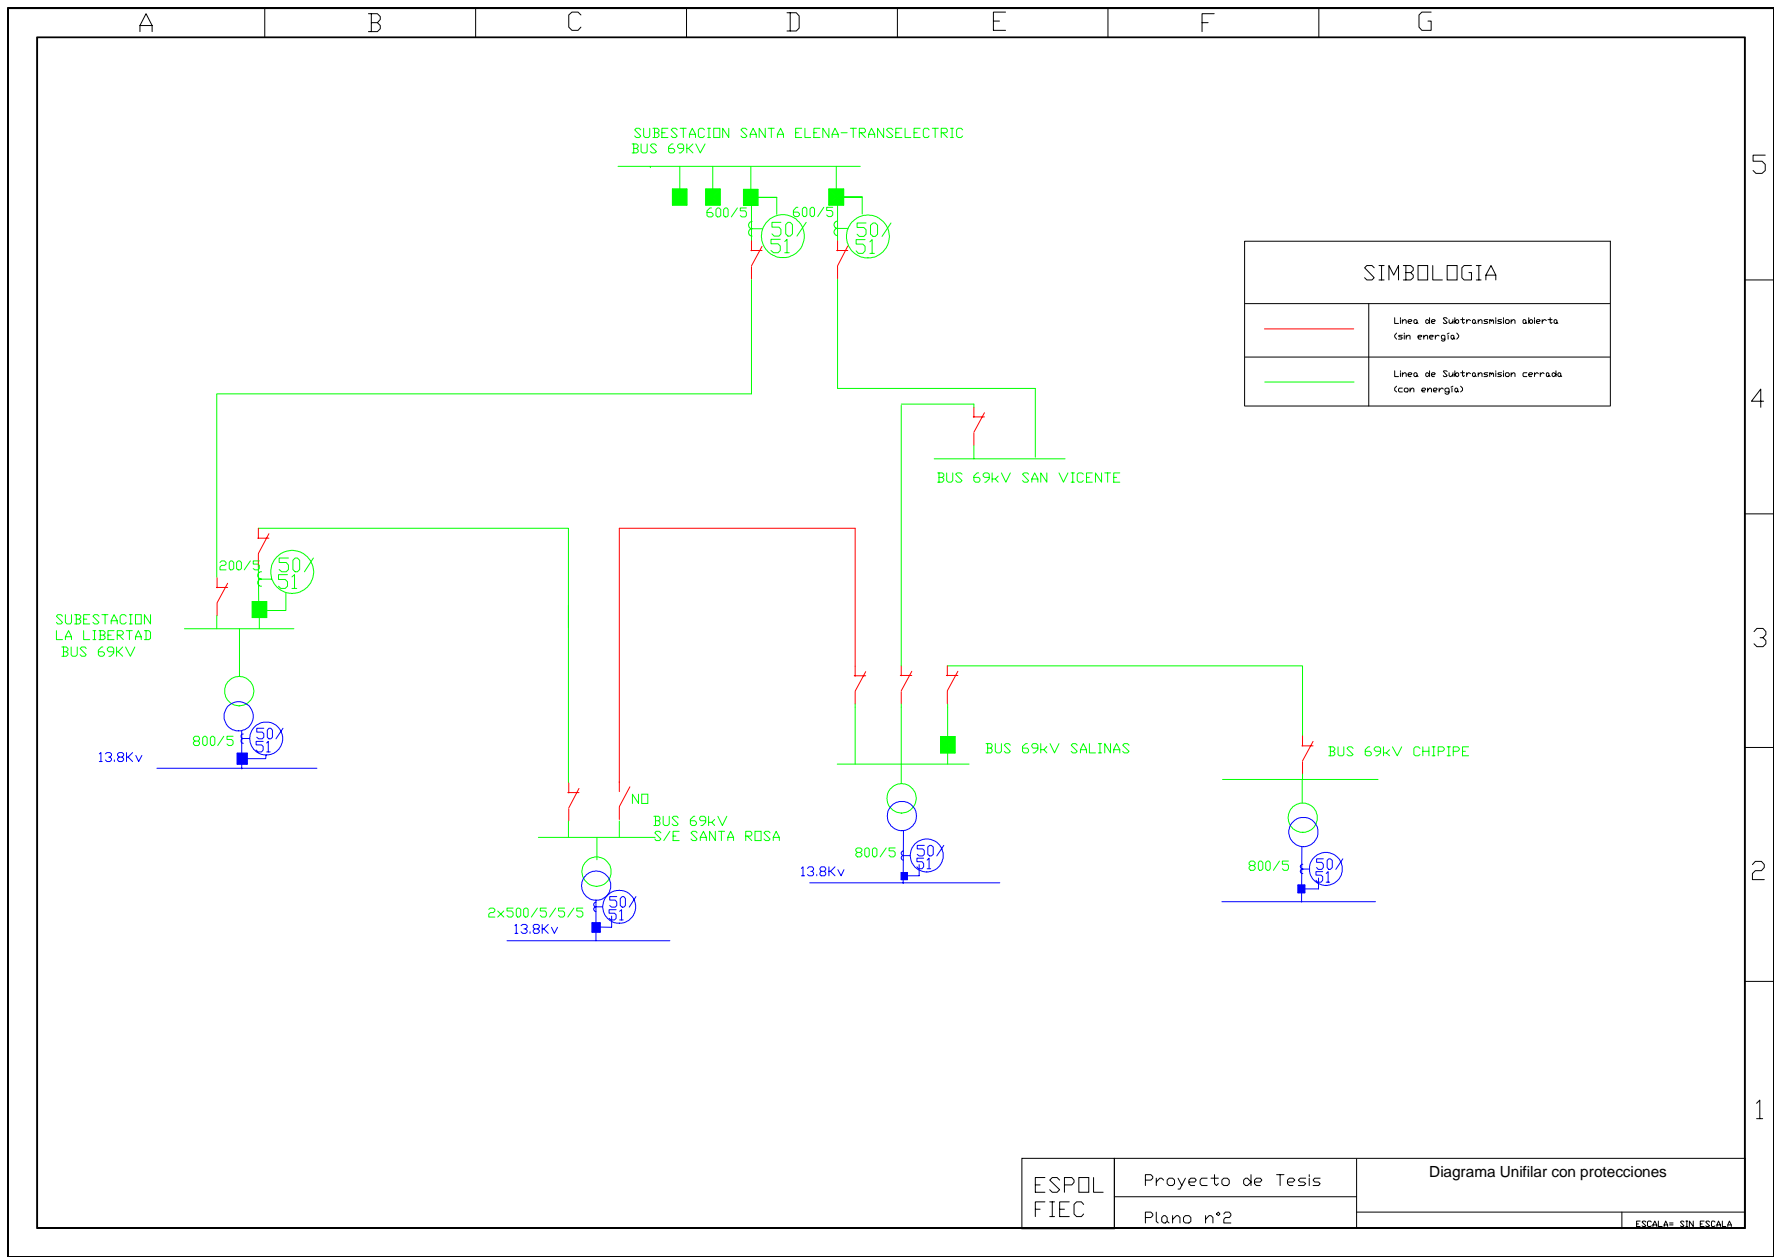 A B C D E F G
SUBESTACION SANTA ELENA-TRANSELECTRIC
BUS 69KV
5
600/5
50/
51
600/5
50/
51
SIMBOLOGIA
Linea de Subtransmision abierta
(sin energía)
Linea de Subtransmision cerrada
(con energía)
4
BUS 69kV SAN VICENTE
200/5
50/
51
SUBESTACION
LA LIBERTAD
BUS 69KV
3
800/5
50/
51
13.8Kv
BUS 69kV SALINAS
BUS 69kV CHIPIPE
NO
BUS 69kV
S/E SANTA ROSA
800/5
50/
51
13.8Kv
800/5
50/
51
2
2x500/5/5/5
50/
51
13.8Kv
1
ESPOL
FIEC
Proyecto de Tesis
Plano n°2
Diagrama Unifilar con protecciones
ESCALA= SIN ESCALA